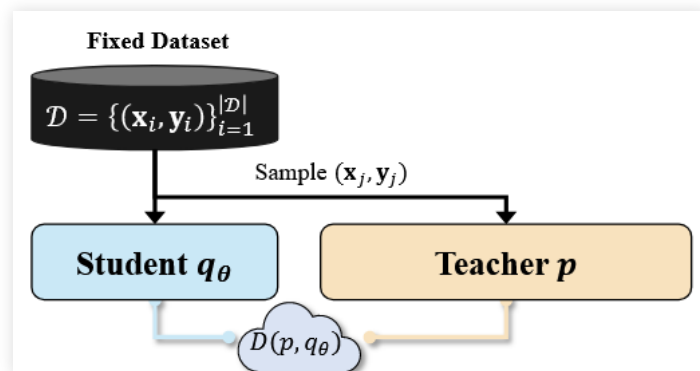 Fixed Dataset
𝒟 = {(𝐱ᵢ, 𝐲ᵢ)}ᵢ₌₁^|𝒟|
Sample (𝐱ⱼ, 𝐲ⱼ)
Student q_θ
Teacher p
D(p, q_θ)